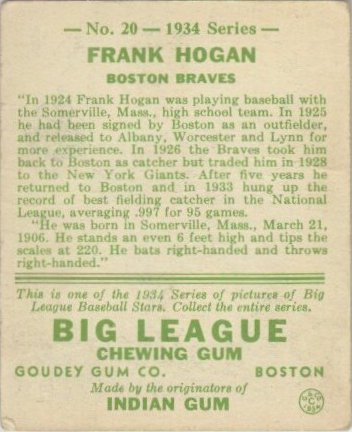 — No. 20 — 1934 Series —
FRANK HOGAN
BOSTON BRAVES
"In 1924 Frank Hogan was playing baseball with
the Somerville, Mass., high school team. In 1925
he had been signed by Boston as an outfielder,
and released to Albany, Worcester and Lynn for
more experience. In 1926 the Braves took him
back to Boston as catcher but traded him in 1928
to the New York Giants. After five years he
returned to Boston and in 1933 hung up the
record of best fielding catcher in the National
League, averaging .997 for 95 games.
"He was born in Somerville, Mass., March 21,
1906. He stands an even 6 feet high and tips the
scales at 220. He bats right-handed and throws
right-handed."
This is one of the 1934 Series of pictures of Big
League Baseball Stars. Collect the entire series.
BIG LEAGUE
CHEWING GUM
GOUDEY GUM CO. BOSTON
Made by the originators of
INDIAN GUM